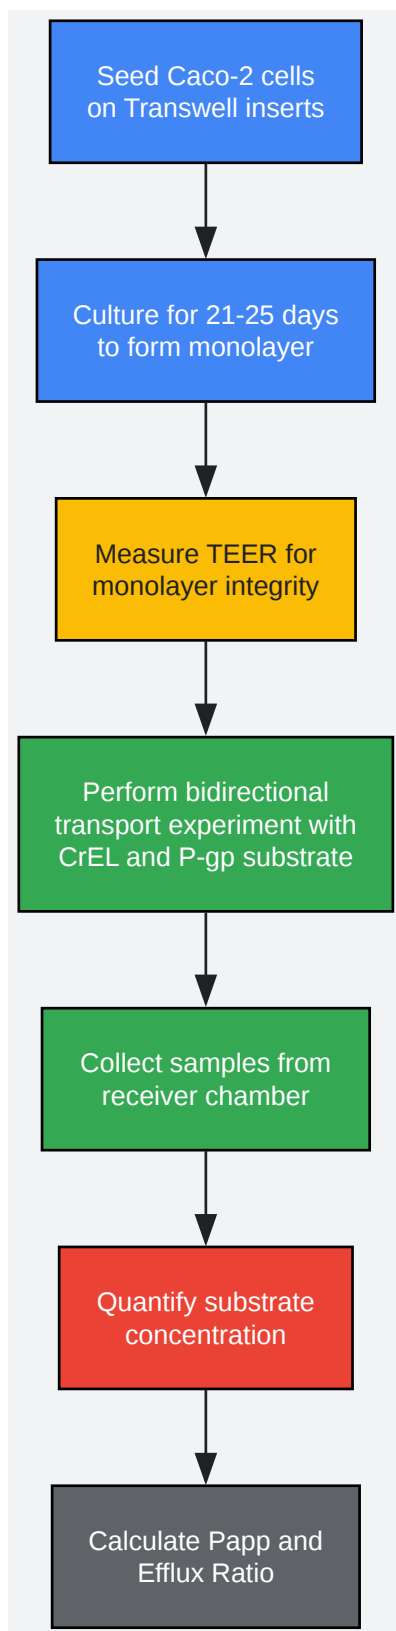 Seed Caco-2 cells
on Transwell inserts
Culture for 21-25 days
to form monolayer
Measure TEER for
monolayer integrity
Perform bidirectional
transport experiment with
CrEL and P-gp substrate
Collect samples from
receiver chamber
Quantify substrate
concentration
Calculate Papp and
Efflux Ratio